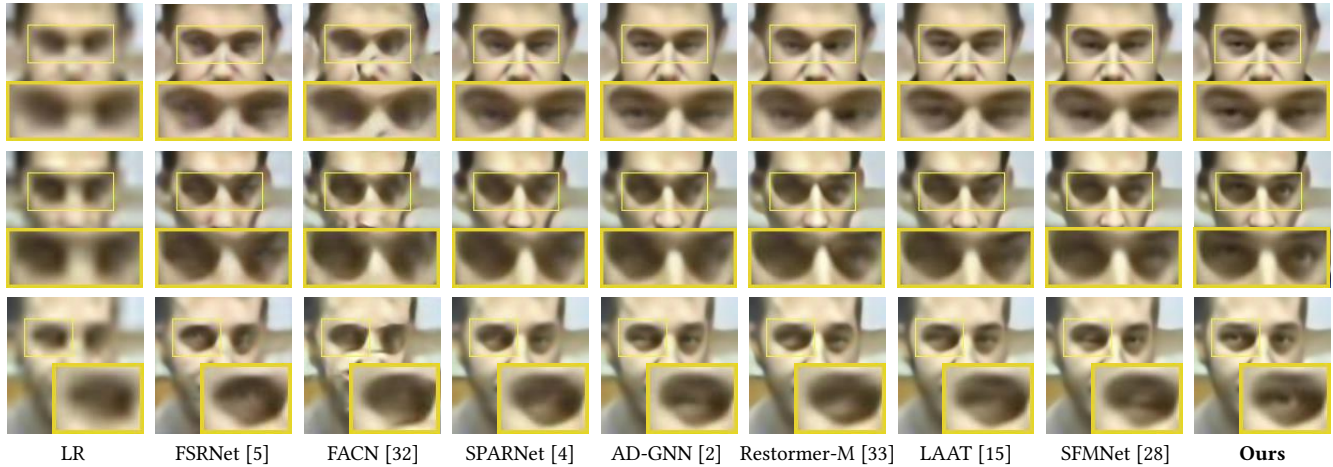 LR FSRNet [5] FACN [32] SPARNet [4] AD-GNN [2] Restormer-M [33] LAAT [15] SFMNet [28] Ours